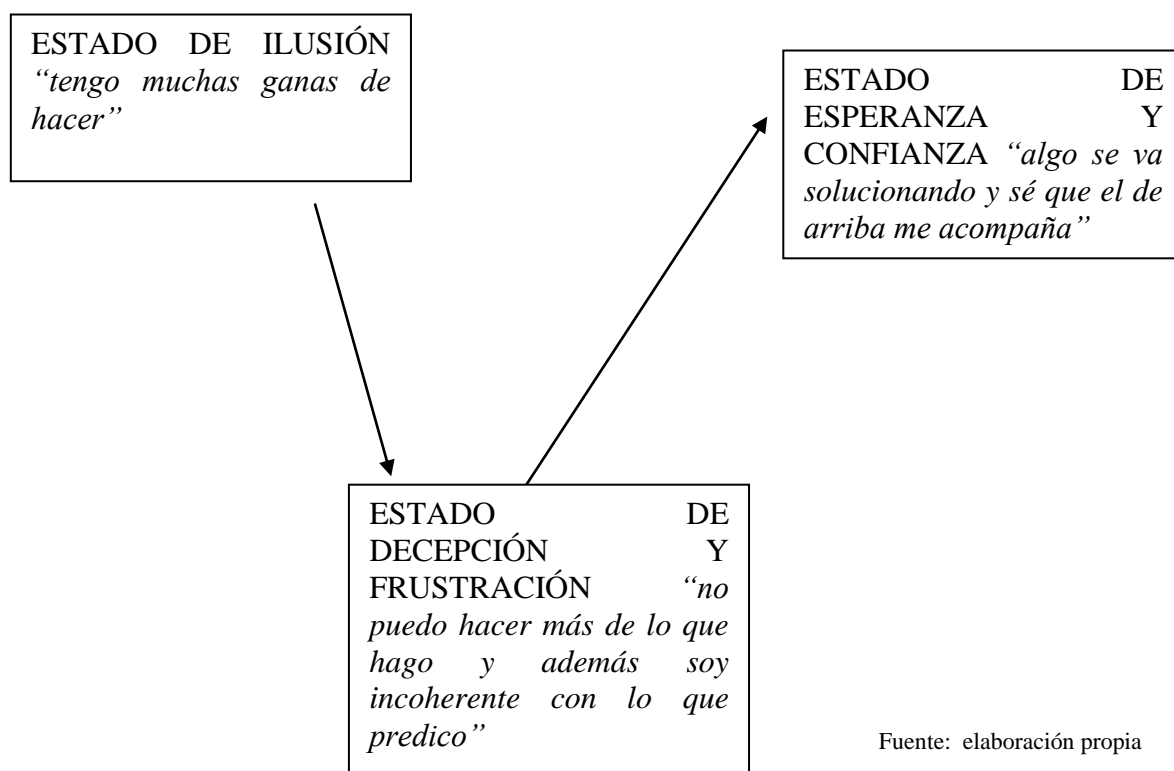 ESTADO DE ILUSIÓN
“tengo muchas ganas de
hacer”
ESTADO DE
ESPERANZA Y
CONFIANZA “algo se va
solucionando y sé que el de
arriba me acompaña”
ESTADO DE
DECEPCIÓN Y
FRUSTRACIÓN “no
puedo hacer más de lo que
hago y además soy
incoherente con lo que
predico”
Fuente: elaboración propia